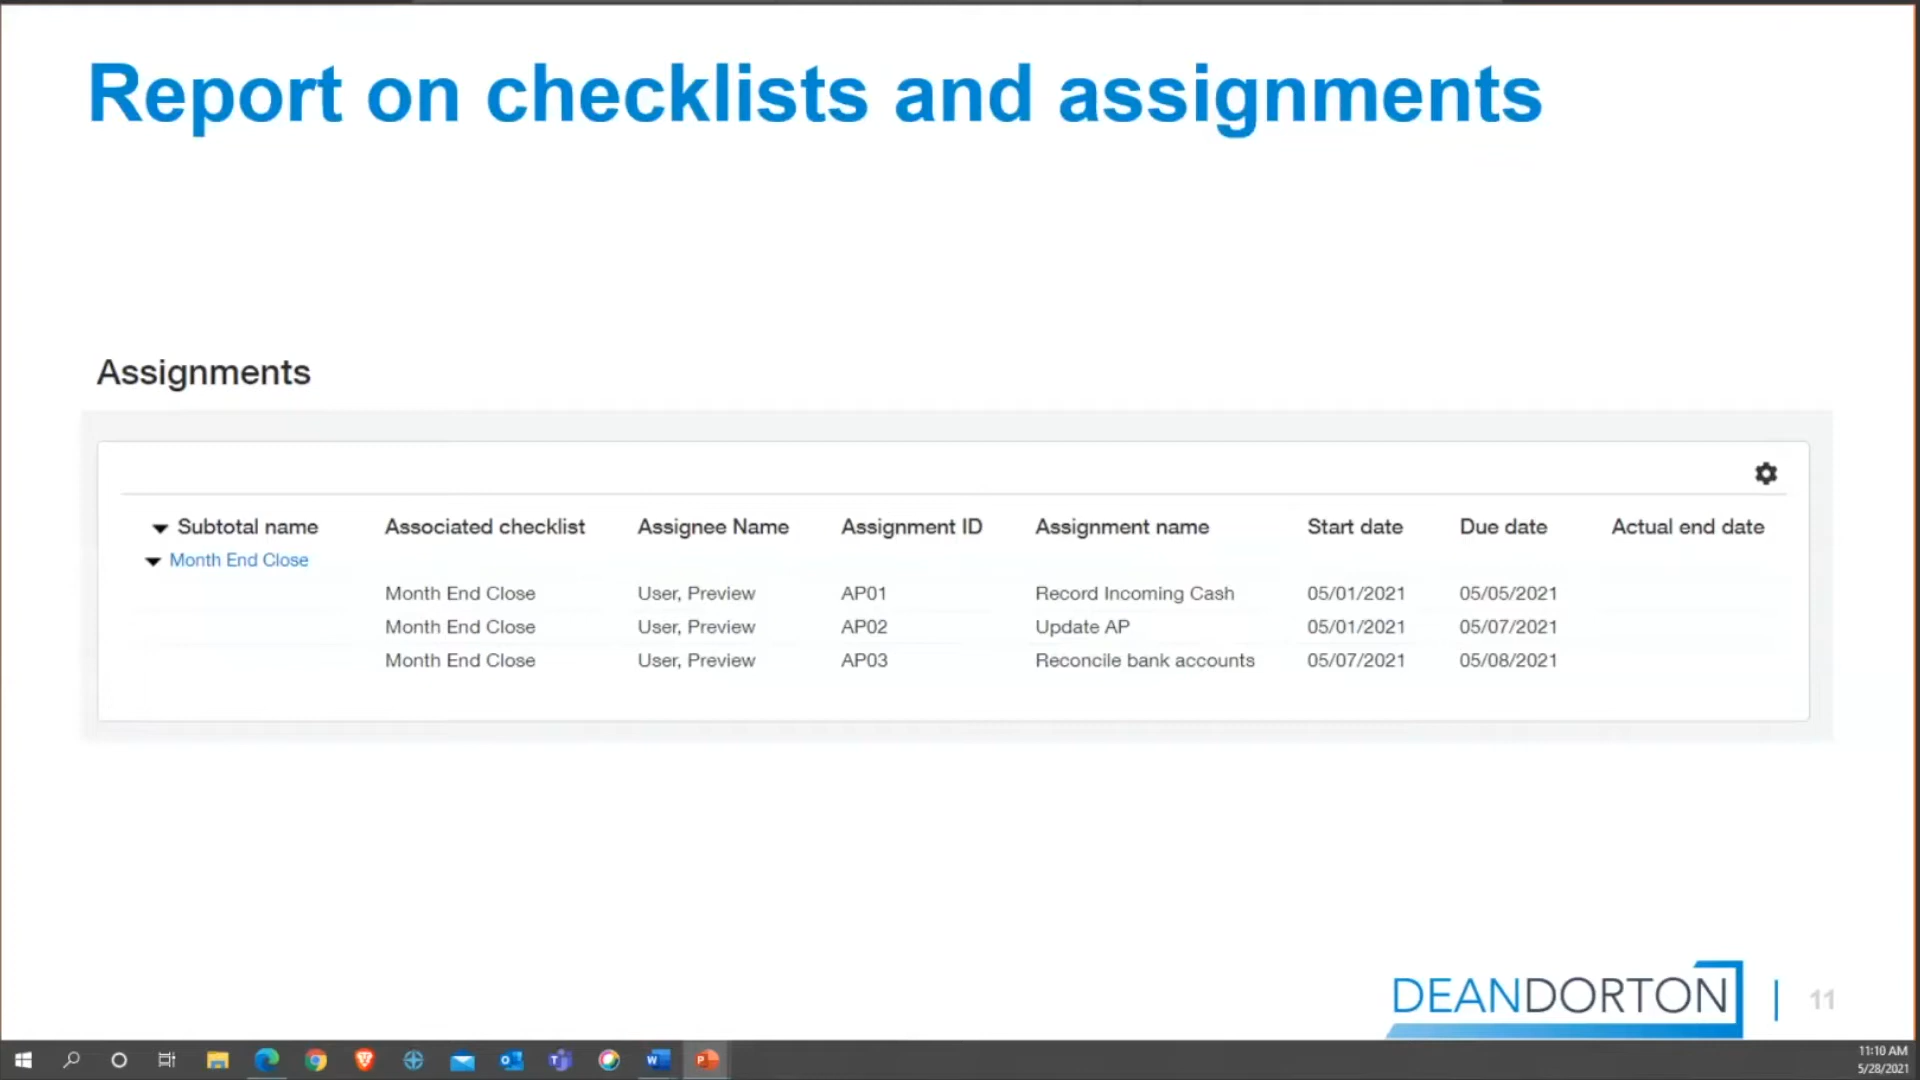 Report on checklists and assignments
Assignments
Subtotal name Associated checklist Assignee Name Assignment ID Assignment name Start date Due date Actual end date
Month End Close
Month End Close User, Preview AP01 Record Incoming Cash 05/01/2021 05/05/2021
Month End Close User, Preview AP02 Update AP 05/01/2021 05/07/2021
Month End Close User, Preview AP03 Reconcile bank accounts 05/07/2021 05/08/2021
DEANDORTON 11
11:10 AM
5/28/2021